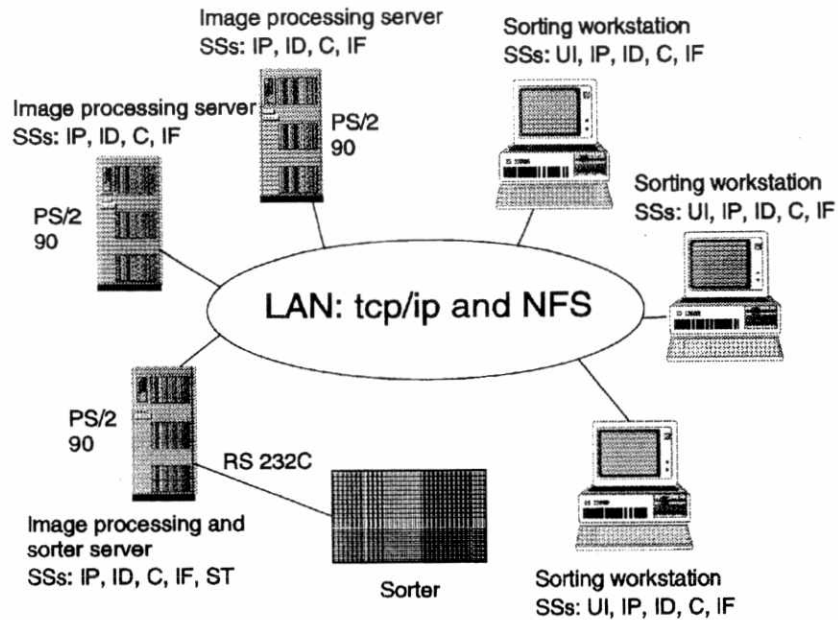 Image processing server
SSs: IP, ID, C, IF
PS/2
90
Sorting workstation
SSs: UI, IP, ID, C, IF
Image processing server
SSs: IP, ID, C, IF
PS/2
90
Sorting workstation
SSs: UI, IP, ID, C, IF
LAN: tcp/ip and NFS
PS/2
90
RS 232C
Image processing and
sorter server
SSs: IP, ID, C, IF, ST
Sorter
Sorting workstation
SSs: UI, IP, ID, C, IF